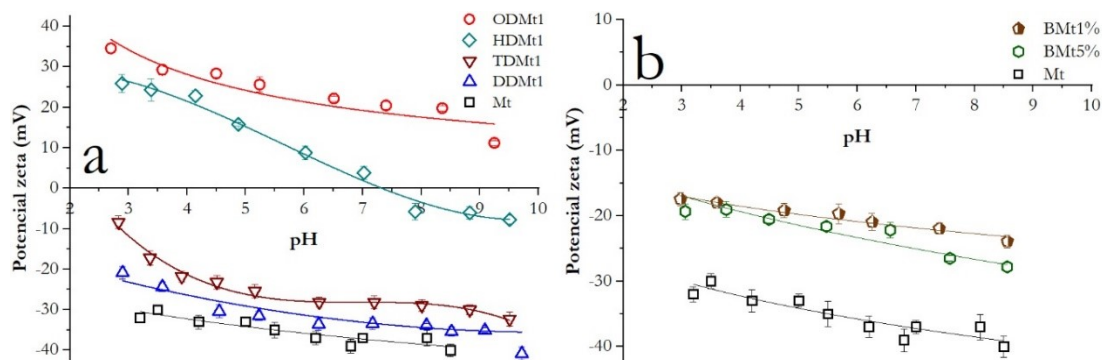 40
30
20
10
0
-10
-20
-30
-40
2 3 4 5 6 7 8 9 10
Potencial zeta (mV)
pH
a
ODMt1
HDMt1
TDMt1
DDMt1
Mt
10
-10
-20
-30
-40
2 3 4 5 6 7 8 9 10
Potencial zeta (mV)
pH
b
BMt1%
BMt5%
Mt